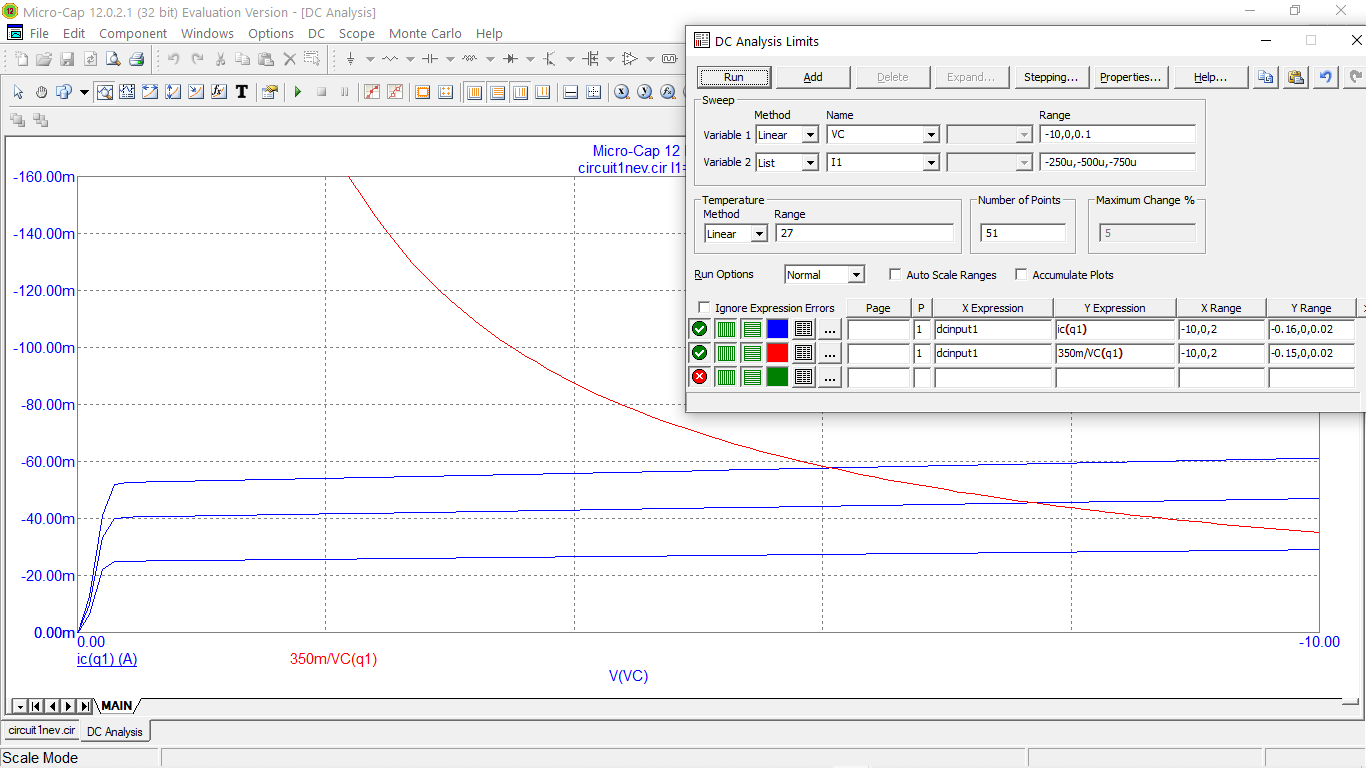 Micro-Cap 12.0.2.1 (32 bit) Evaluation Version - [DC Analysis]
File Edit Component Windows Options DC Scope Monte Carlo Help
DC Analysis Limits
Run Add Delete Expand... Stepping... Properties... Help...
Sweep
Method Name Range
Variable 1 Linear VC -10,0,0.1
Variable 2 List I1 -250u,-500u,-750u
Temperature
Method Range
Linear 27
Number of Points
51
Maximum Change %
5
Run Options Normal Auto Scale Ranges Accumulate Plots
Ignore Expression Errors Page P X Expression Y Expression X Range Y Range >
1 dcinput1 ic(q1) -10,0,2 -0.16,0,0.02
1 dcinput1 350m/VC(q1) -10,0,2 -0.15,0,0.02
Micro-Cap 12
circuit1nev.cir I1=
-160.00m
-140.00m
-120.00m
-100.00m
-80.00m
-60.00m
-40.00m
-20.00m
0.00m
0.00 -10.00
ic(q1) (A) 350m/VC(q1)
V(VC)
MAIN
circuit1nev.cir DC Analysis
Scale Mode